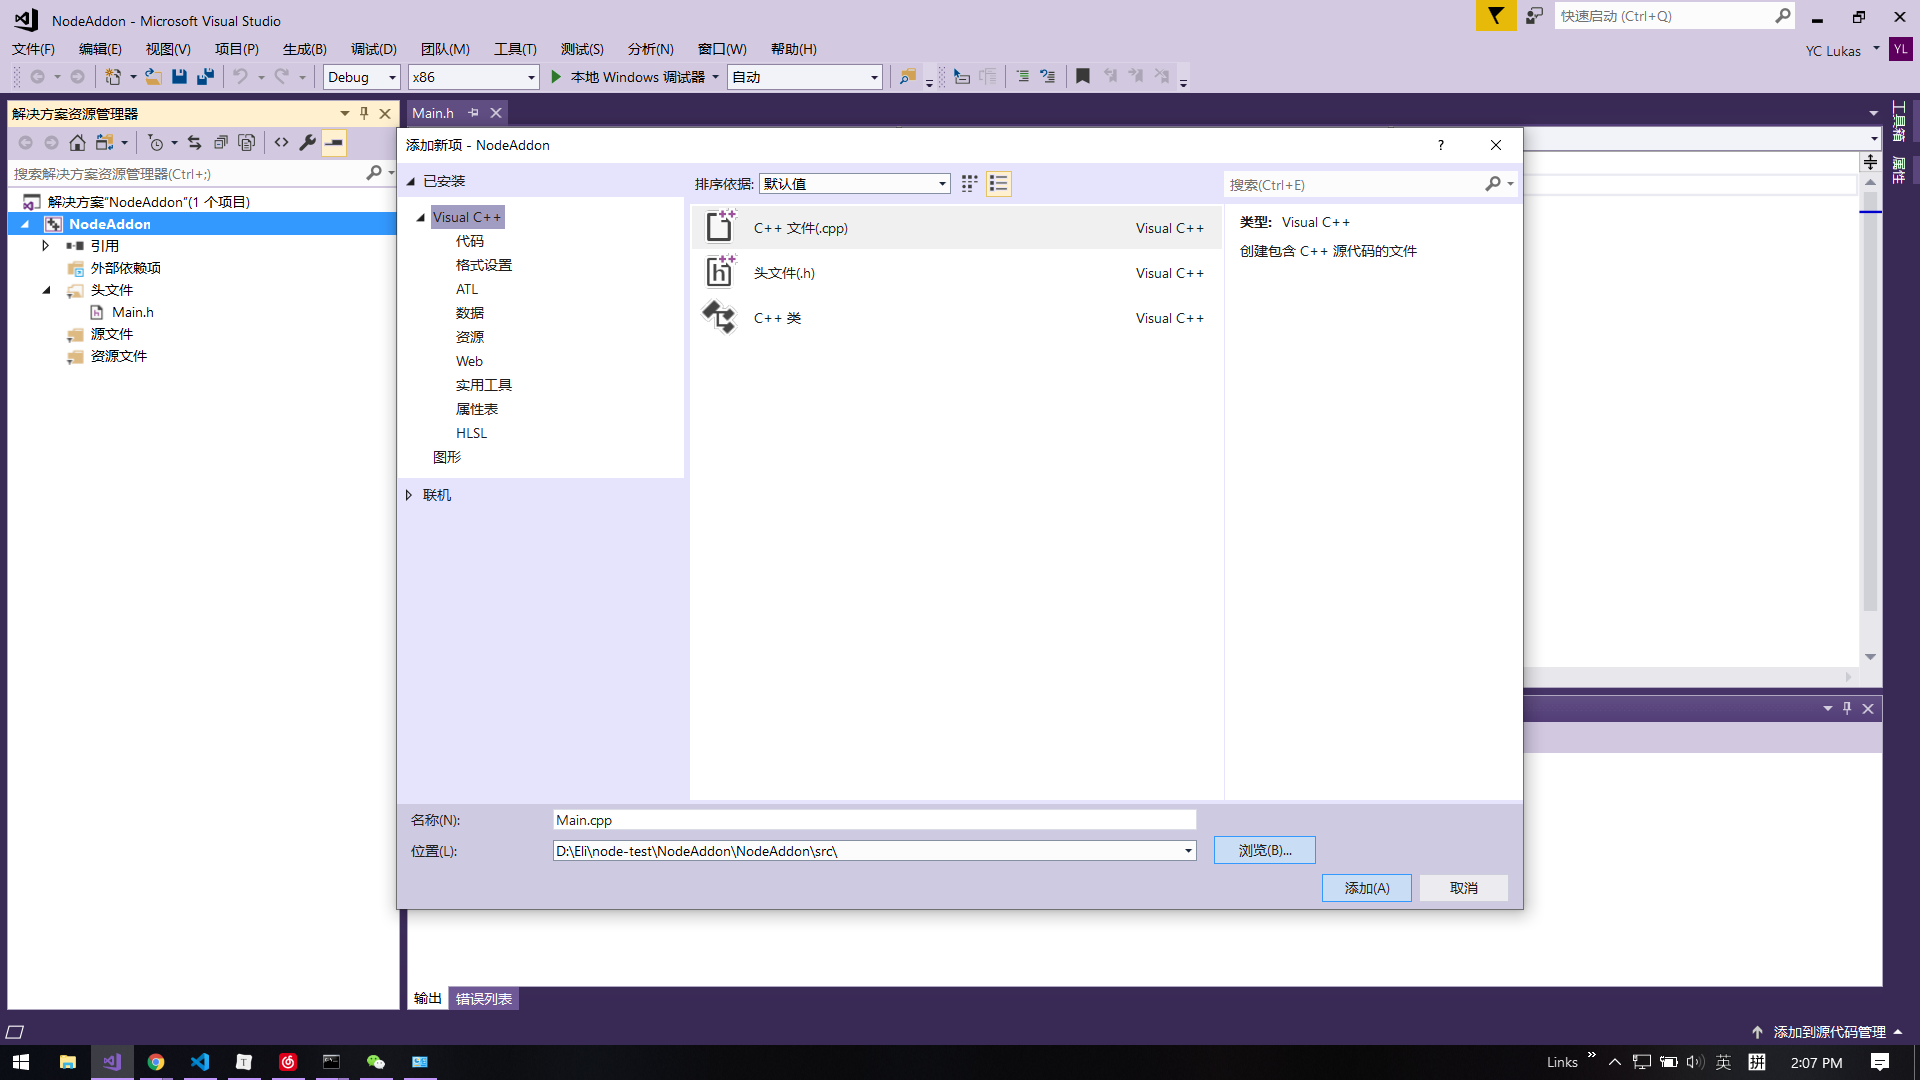 NodeAddon - Microsoft Visual Studio
快速启动 (Ctrl+Q)
文件(F) 编辑(E) 视图(V) 项目(P) 生成(B) 调试(D) 团队(M) 工具(T) 测试(S) 分析(N) 窗口(W) 帮助(H)
YC Lukas
YL
Debug
x86
本地 Windows 调试器
自动
解决方案资源管理器
搜索解决方案资源管理器(Ctrl+;)
解决方案"NodeAddon"(1 个项目)
NodeAddon
引用
外部依赖项
头文件
Main.h
源文件
资源文件
Main.h
工具箱
属性
添加新项 - NodeAddon
?
已安装
Visual C++
代码
格式设置
ATL
数据
资源
Web
实用工具
属性表
HLSL
图形
联机
排序依据: 默认值
搜索(Ctrl+E)
C++ 文件(.cpp) Visual C++
头文件(.h) Visual C++
C++ 类 Visual C++
类型: Visual C++
创建包含 C++ 源代码的文件
名称(N): Main.cpp
位置(L): D:\Eli\node-test\NodeAddon\NodeAddon\src\
浏览(B)...
添加(A)
取消
输出 错误列表
添加到源代码管理
Links
英
拼
2:07 PM